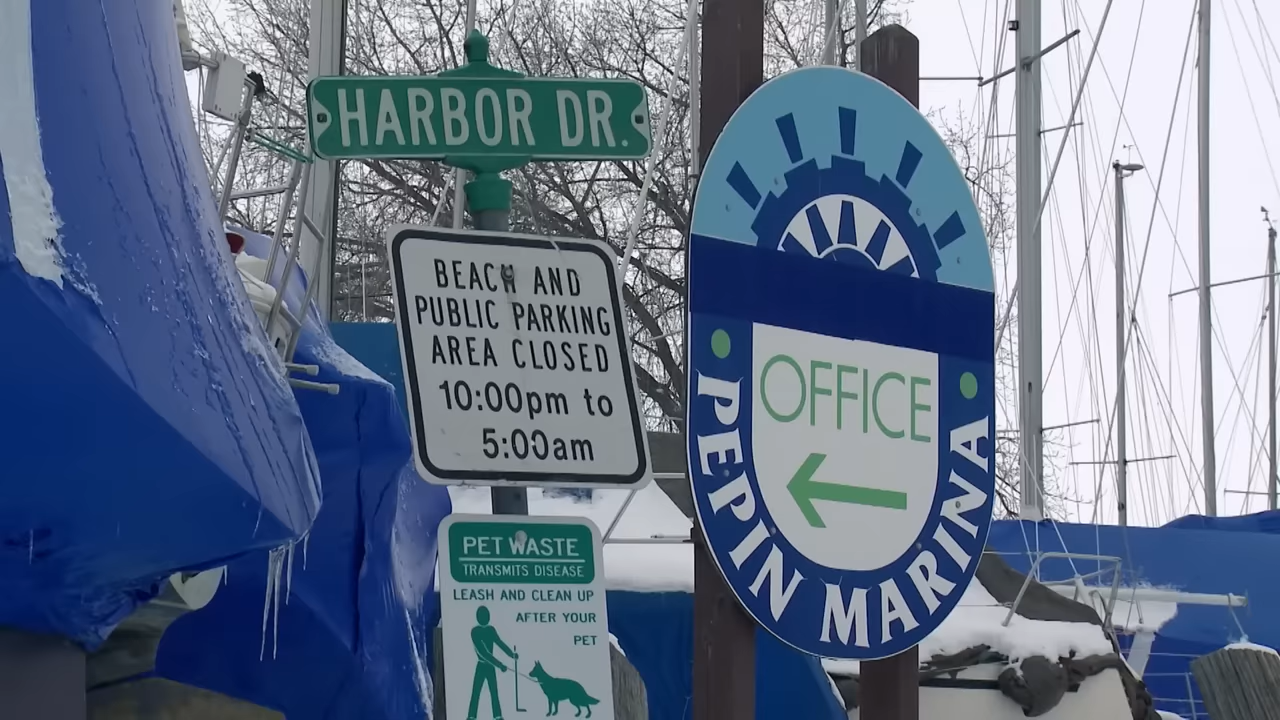 HARBOR DR.
BEACH AND
PUBLIC PARKING
AREA CLOSED
10:00pm to
5:00am
PET WASTE
TRANSMITS DISEASE
LEASH AND CLEAN UP
AFTER YOUR
PET
OFFICE
PEPIN MARINA